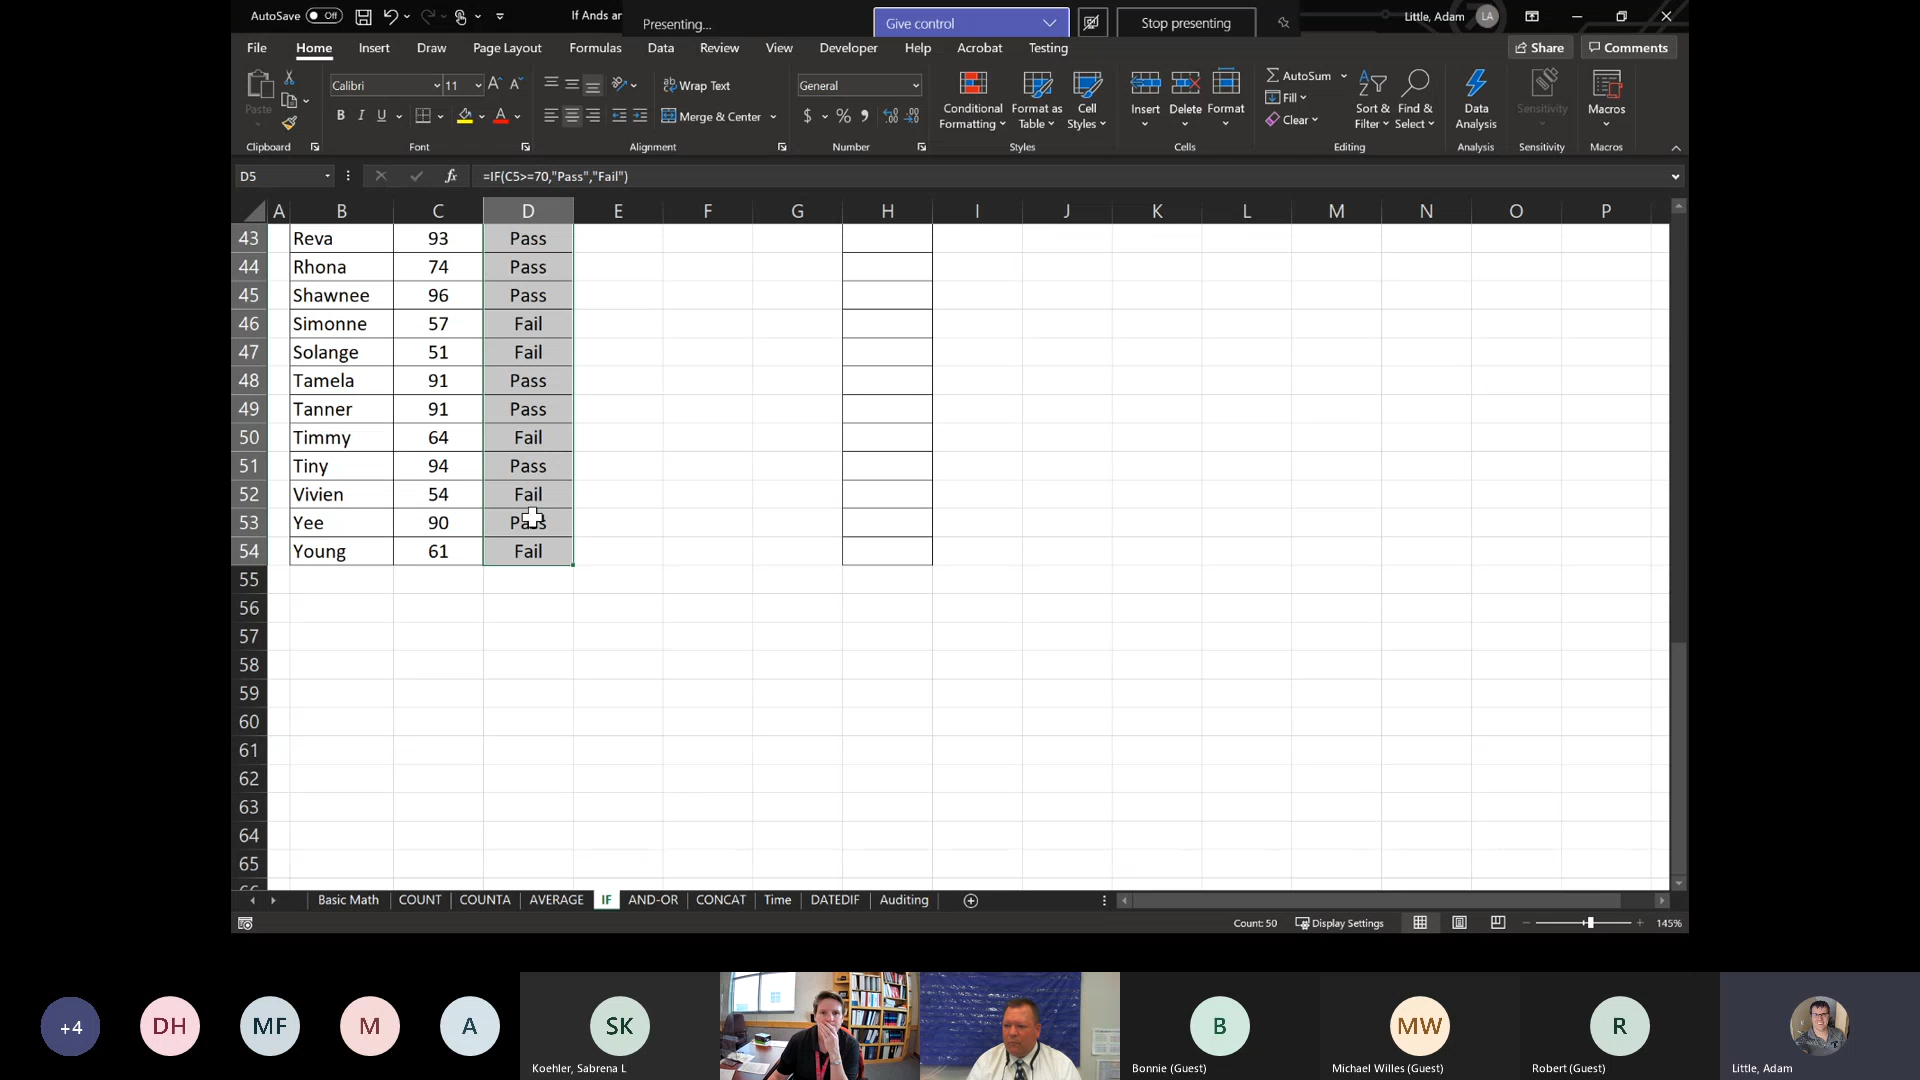 AutoSave Off If Ands ar Presenting... Give control Stop presenting Little, Adam LA
File Home Insert Draw Page Layout Formulas Data Review View Developer Help Acrobat Testing Share Comments
Paste Calibri 11 Wrap Text General AutoSum
Conditional Formatting Format as Table Cell Styles Insert Delete Format Fill Sort & Filter Find & Select Data Analysis Sensitivity Macros
B I U Merge & Center $ % Clear
Clipboard Font Alignment Number Styles Cells Editing Analysis Sensitivity Macros
D5 fx =IF(C5>=70,"Pass","Fail")
A B C D E F G H I J K L M N O P
43 Reva 93 Pass
44 Rhona 74 Pass
45 Shawnee 96 Pass
46 Simonne 57 Fail
47 Solange 51 Fail
48 Tamela 91 Pass
49 Tanner 91 Pass
50 Timmy 64 Fail
51 Tiny 94 Pass
52 Vivien 54 Fail
53 Yee 90 Pass
54 Young 61 Fail
55
56
57
58
59
60
61
62
63
64
65
Basic Math COUNT COUNTA AVERAGE IF AND-OR CONCAT Time DATEDIF Auditing
Count: 50 Display Settings 145%
+4 DH MF M A SK B MW R
Koehler, Sabrena L Bonnie (Guest) Michael Willes (Guest) Robert (Guest) Little, Adam